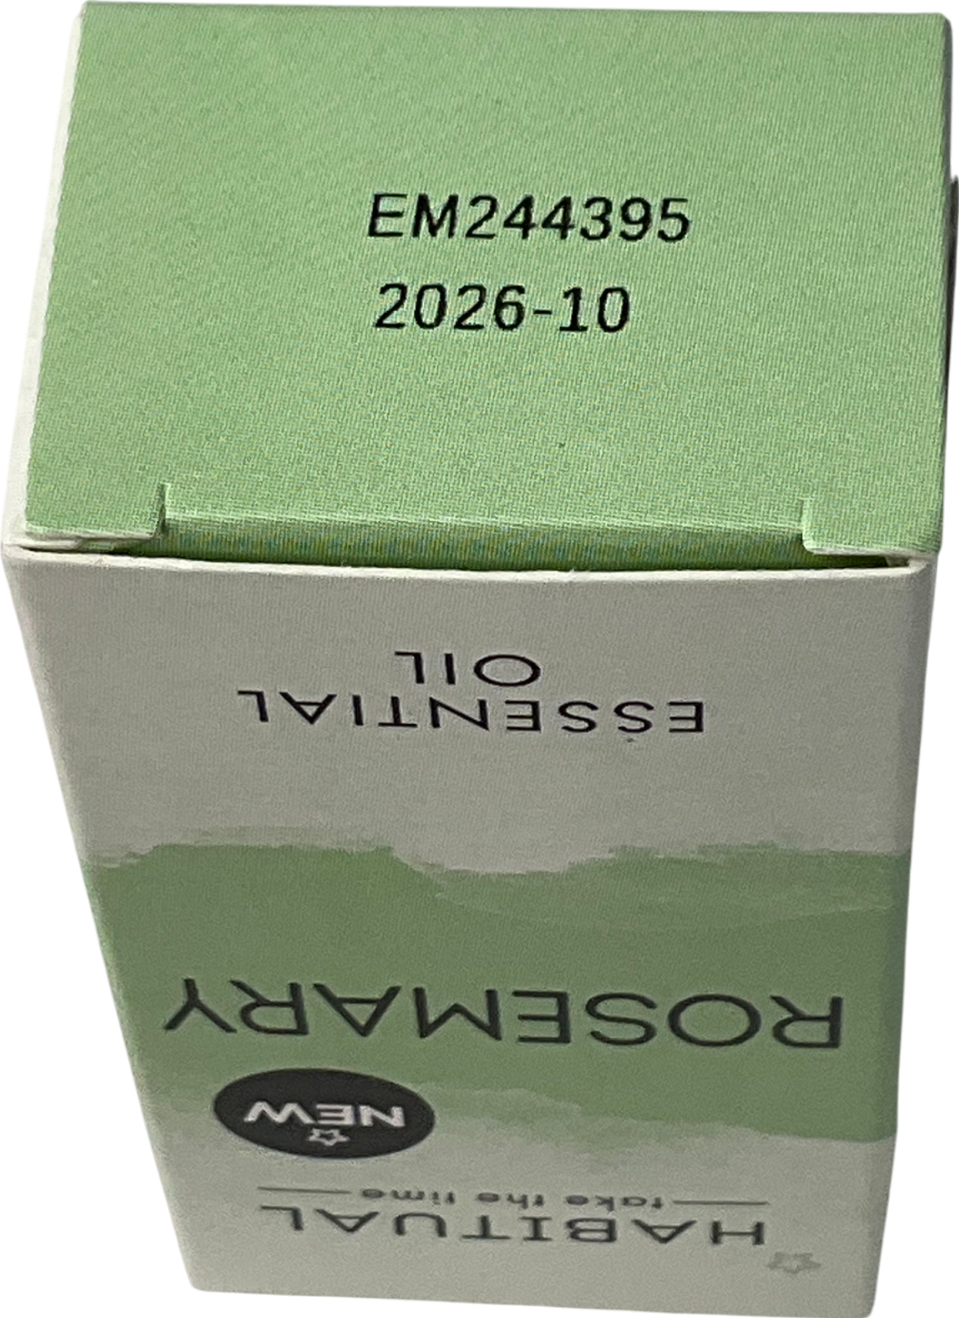 EM244395
2026-10
HABITUAL
take the time
NEW
ROSEMARY
ESSENTIAL
OIL